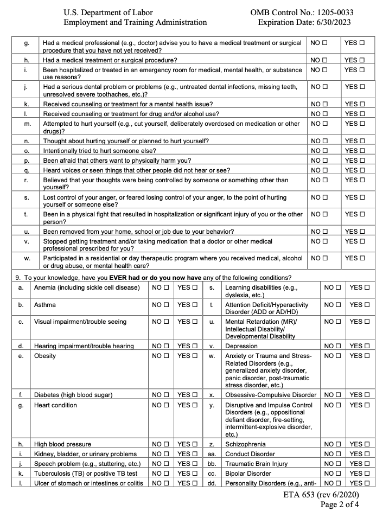 U.S. Department of Labor
Employment and Training Administration
OMB Control No.: 1205-0033
Expiration Date: 6/30/2023
g. Had a medical professional (e.g., doctor) advise you to have a medical treatment or surgical NO ☐ YES ☐
procedure that you have not yet received?
h. Had a medical treatment or surgical procedure? NO ☐ YES ☐
i. Been hospitalized or treated in an emergency room for medical, mental health, or substance NO ☐ YES ☐
use reasons?
j. Had a serious dental problem or problems (e.g., untreated dental infections, missing teeth, NO ☐ YES ☐
unresolved severe toothaches, etc.)?
k. Received counseling or treatment for a mental health issue? NO ☐ YES ☐
l. Received counseling or treatment for drug and/or alcohol use? NO ☐ YES ☐
m. Attempted to hurt yourself (e.g., cut yourself, deliberately overdosed on medication or other NO ☐ YES ☐
drugs)?
n. Thought about hurting yourself or planned to hurt yourself? NO ☐ YES ☐
o. Intentionally tried to hurt someone else? NO ☐ YES ☐
p. Been afraid that others want to physically harm you? NO ☐ YES ☐
q. Heard voices or seen things that other people did not hear or see? NO ☐ YES ☐
r. Believed that your thoughts were being controlled by someone or something other than NO ☐ YES ☐
yourself?
s. Lost control of your anger, or feared losing control of your anger, to the point of hurting NO ☐ YES ☐
yourself or someone else?
t. Been in a physical fight that resulted in hospitalization or significant injury of you or the other NO ☐ YES ☐
person?
u. Been removed from your home, school or job due to your behavior? NO ☐ YES ☐
v. Stopped getting treatment and/or taking medication that a doctor or other medical NO ☐ YES ☐
professional prescribed for you?
w. Participated in a residential or day therapeutic program where you received medical, alcohol NO ☐ YES ☐
or drug abuse, or mental health care?
9. To your knowledge, have you EVER had or do you now have any of the following conditions?
a. Anemia (including sickle cell disease) NO ☐ YES ☐ s. Learning disabilities (e.g., NO ☐ YES ☐
dyslexia, etc.)
b. Asthma NO ☐ YES ☐ t. Attention Deficit/Hyperactivity NO ☐ YES ☐
Disorder (ADD or AD/HD)
c. Visual impairment/trouble seeing NO ☐ YES ☐ u. Mental Retardation (MR)/ NO ☐ YES ☐
Intellectual Disability/
Developmental Disability
d. Hearing impairment/trouble hearing NO ☐ YES ☐ v. Depression NO ☐ YES ☐
e. Obesity NO ☐ YES ☐ w. Anxiety or Trauma and Stress- NO ☐ YES ☐
Related Disorders (e.g.,
generalized anxiety disorder,
panic disorder, post-traumatic
stress disorder, etc.)
f. Diabetes (high blood sugar) NO ☐ YES ☐ x. Obsessive-Compulsive Disorder NO ☐ YES ☐
g. Heart condition NO ☐ YES ☐ y. Disruptive and Impulse Control NO ☐ YES ☐
Disorders (e.g., oppositional
defiant disorder, fire-setting,
intermittent-explosive disorder,
etc.)
h. High blood pressure NO ☐ YES ☐ z. Schizophrenia NO ☐ YES ☐
i. Kidney, bladder, or urinary problems NO ☐ YES ☐ aa. Conduct Disorder NO ☐ YES ☐
j. Speech problem (e.g., stuttering, etc.) NO ☐ YES ☐ bb. Traumatic Brain Injury NO ☐ YES ☐
k. Tuberculosis (TB) or positive TB test NO ☐ YES ☐ cc. Bipolar Disorder NO ☐ YES ☐
l. Ulcer of stomach or intestines or colitis NO ☐ YES ☐ dd. Personality Disorders (e.g., anti- NO ☐ YES ☐
ETA 653 (rev 6/2020)
Page 2 of 4